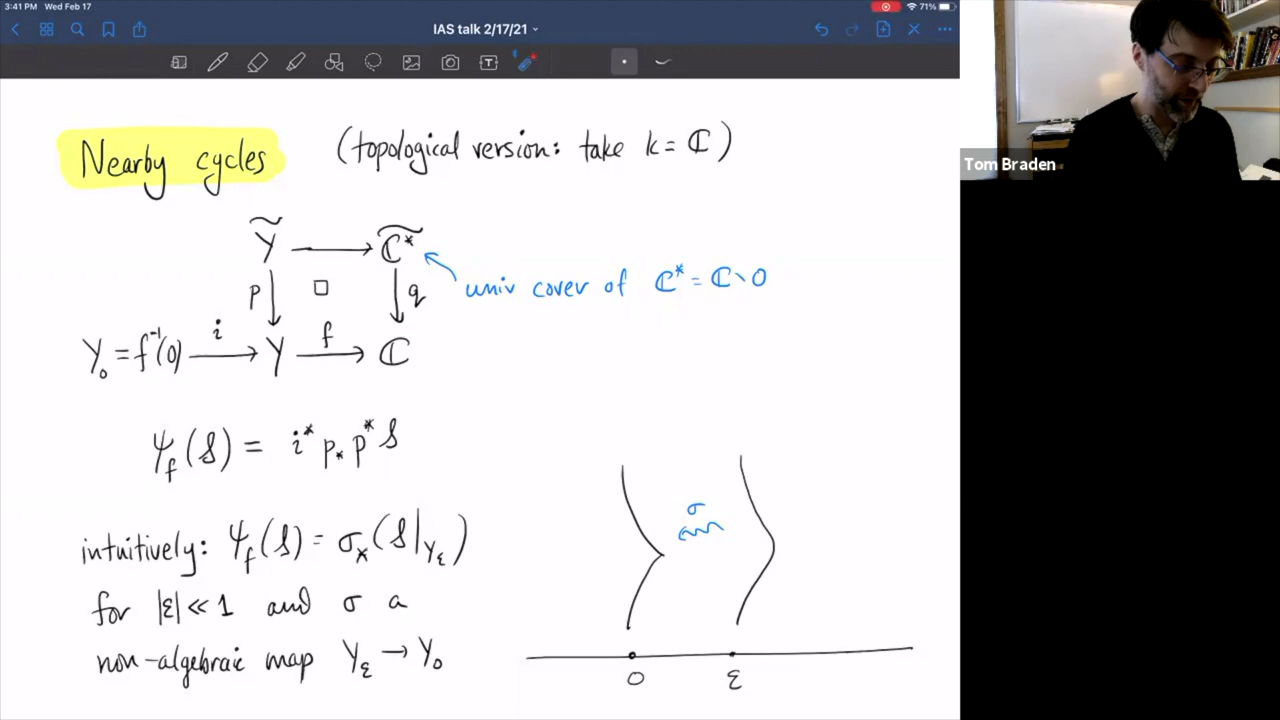 3:41 PM Wed Feb 17
71%
IAS talk 2/17/21
Tom Braden
Nearby cycles (topological version: take k = ℂ)
Ỹ → ℂ̃*
univ cover of ℂ* = ℂ∖0
p □ q
Y₀ = f⁻¹(0) →i Y →f ℂ
ψ_f(S) = i* p_* p* S
intuitively: ψ_f(S) = σ_*(S|_{Y_ε})
for |ε| ≪ 1 and σ a
non-algebraic map Y_ε → Y₀
σ
0 ε